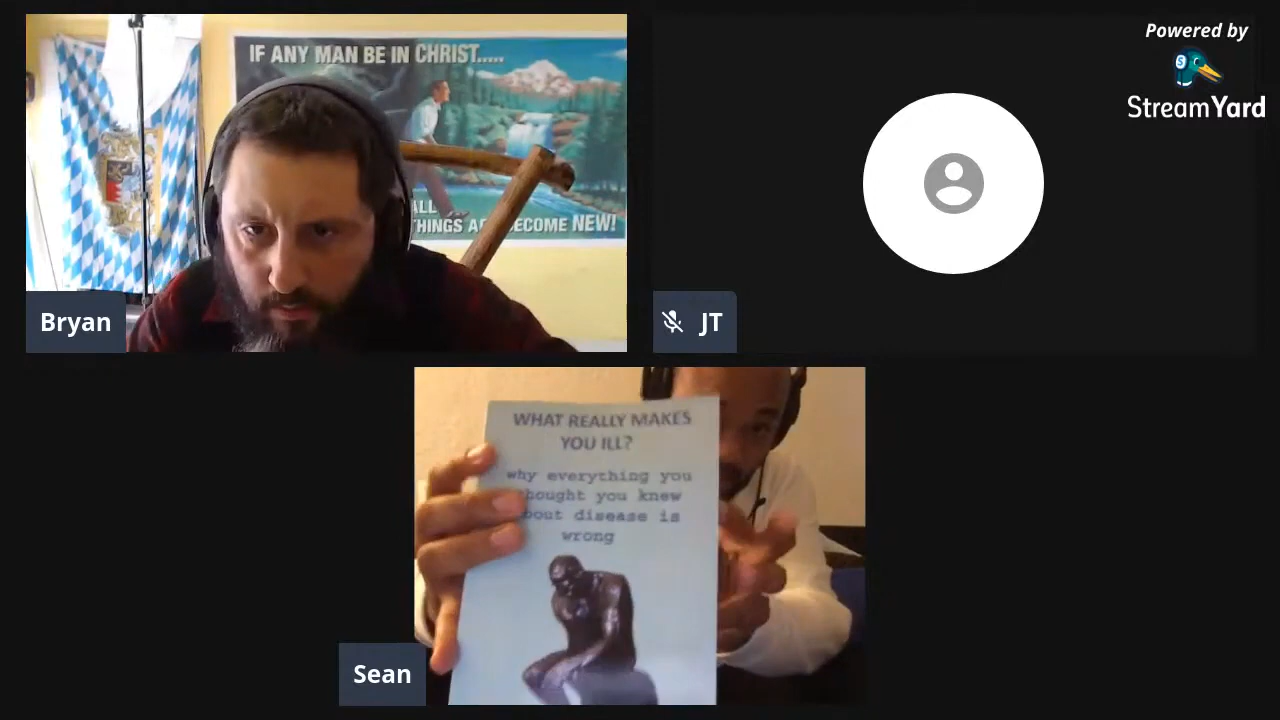 IF ANY MAN BE IN CHRIST.....
ALL
THINGS BECOME NEW!
Bryan
Powered by
StreamYard
JT
WHAT REALLY MAKES
YOU ILL?
why everything you
thought you knew
about disease is
wrong
Sean